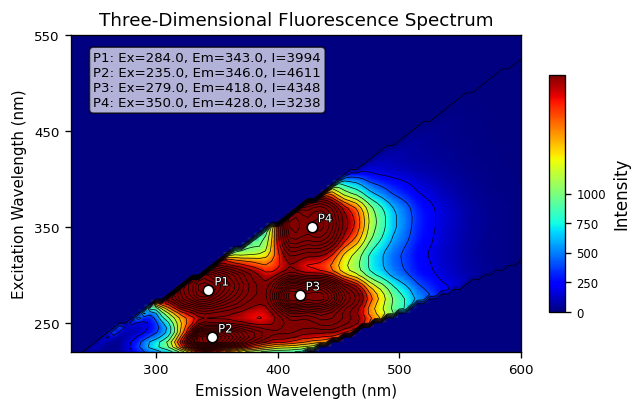 Three-Dimensional Fluorescence Spectrum
550
450
350
250
Excitation Wavelength (nm)
P1: Ex=284.0, Em=343.0, I=3994
P2: Ex=235.0, Em=346.0, I=4611
P3: Ex=279.0, Em=418.0, I=4348
P4: Ex=350.0, Em=428.0, I=3238
P4
P1
P3
P2
300
400
500
600
Emission Wavelength (nm)
1000
750
500
250
0
Intensity